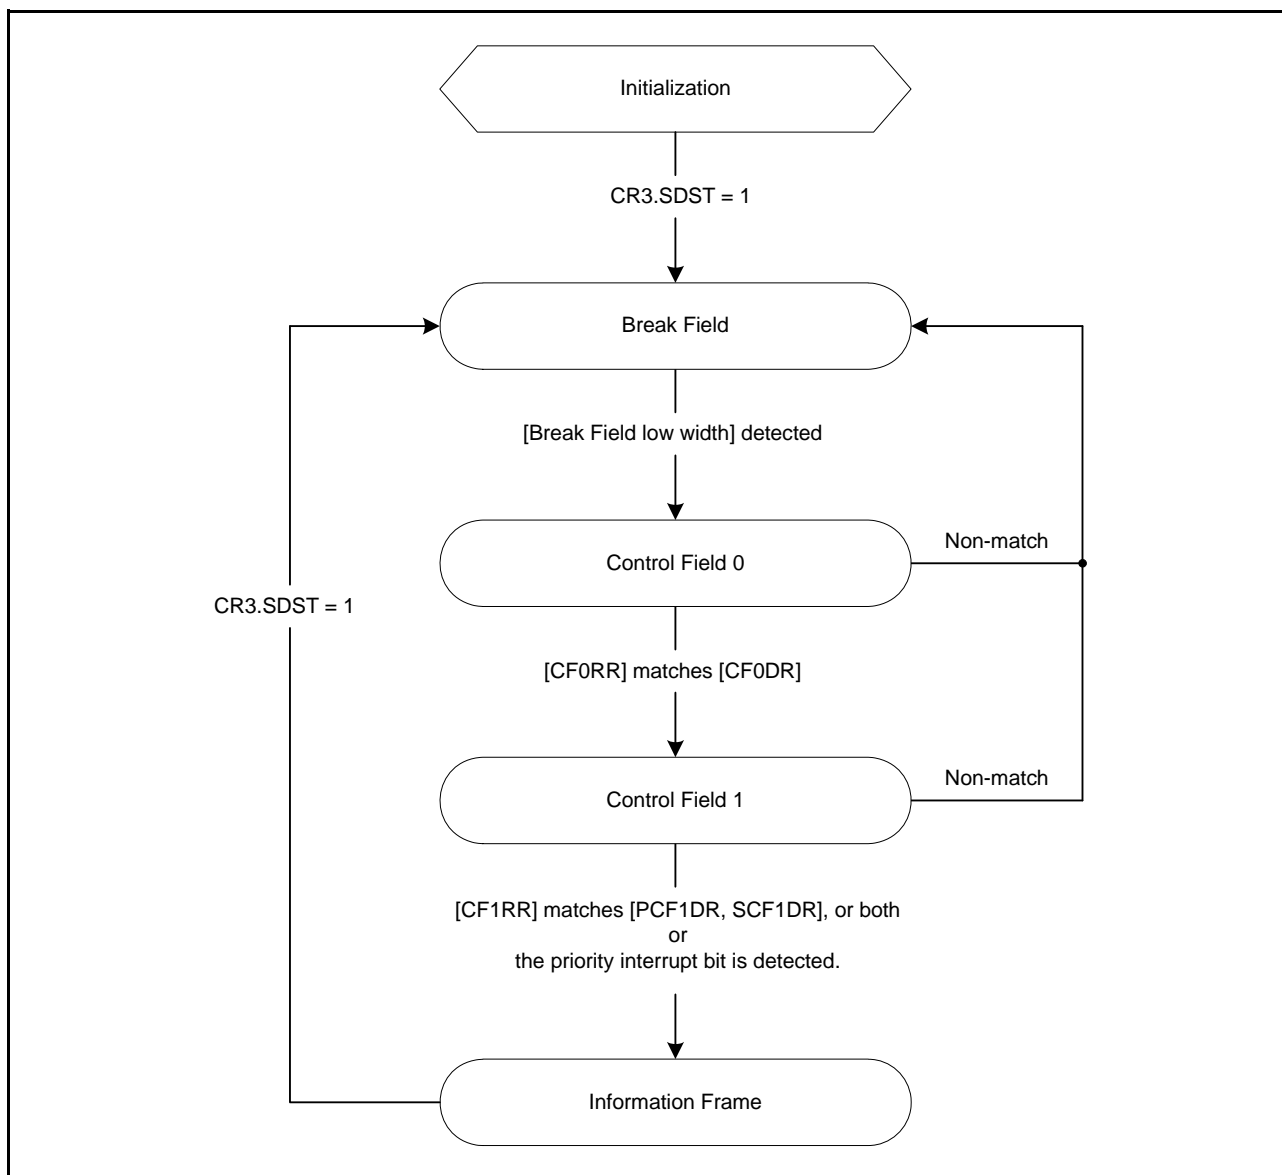 Initialization
CR3.SDST = 1
Break Field
[Break Field low width] detected
Control Field 0
Non-match
CR3.SDST = 1
[CF0RR] matches [CF0DR]
Control Field 1
Non-match
[CF1RR] matches [PCF1DR, SCF1DR], or both
or
the priority interrupt bit is detected.
Information Frame